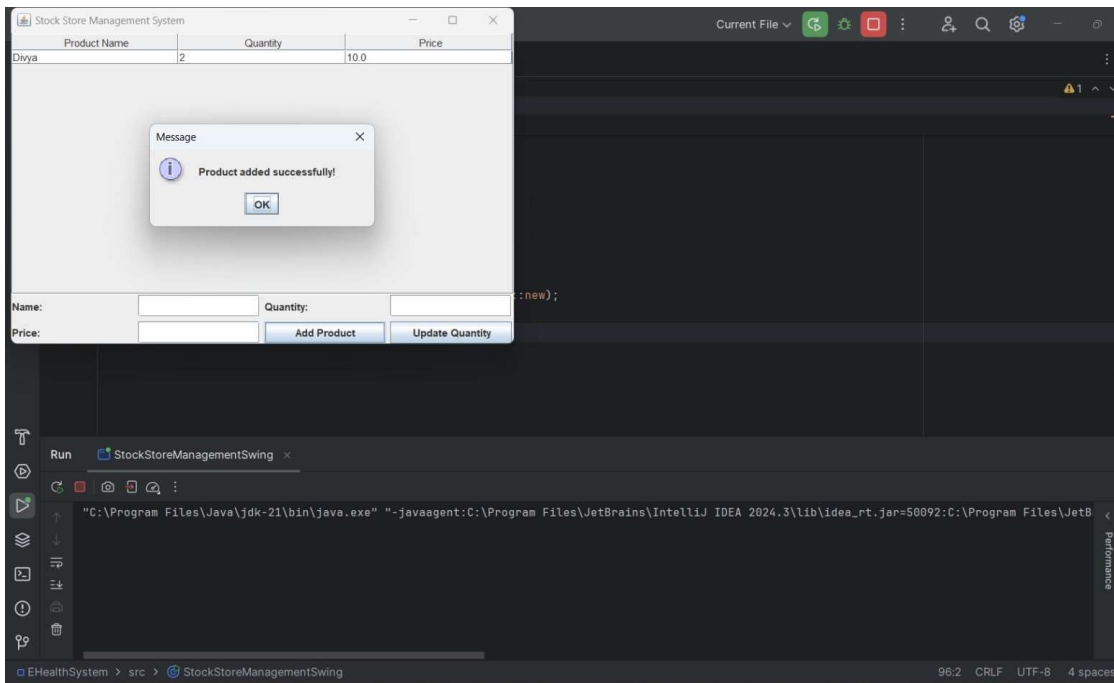 Stock Store Management System
Current File
Product Name Quantity Price
Divya 2 10.0
1
Message
Product added successfully!
OK
::new);
Name: Quantity:
Price: Add Product Update Quantity
Run StockStoreManagementSwing
"C:\Program Files\Java\jdk-21\bin\java.exe" "-javaagent:C:\Program Files\JetBrains\IntelliJ IDEA 2024.3\lib\idea_rt.jar=50092:C:\Program Files\JetB
Performance
EHealthSystem > src > StockStoreManagementSwing 96:2 CRLF UTF-8 4 spaces